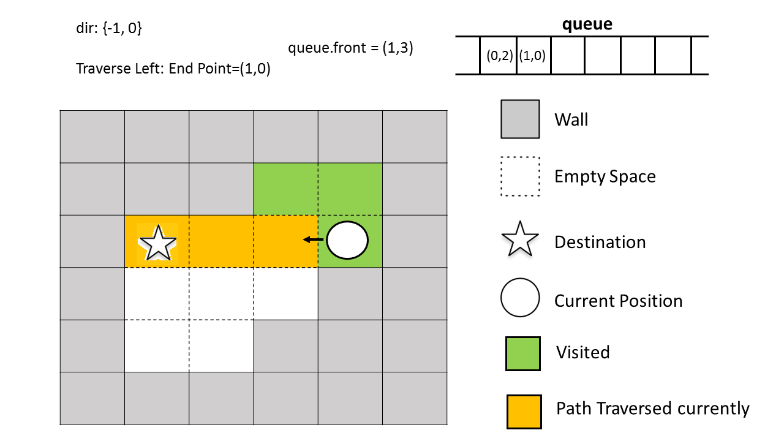 dir: {-1, 0}
queue.front = (1,3)
Traverse Left: End Point=(1,0)
queue
(0,2) (1,0)
Wall
Empty Space
Destination
Current Position
Visited
Path Traversed currently